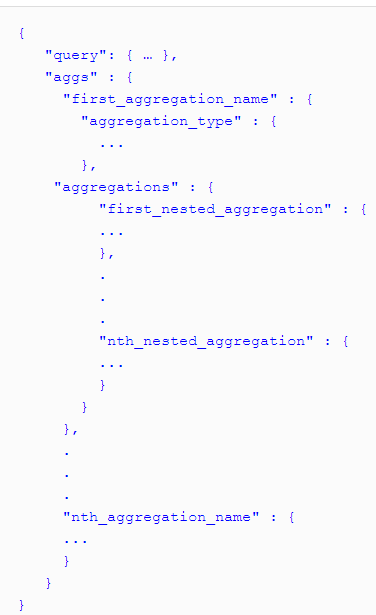 {
"query": { … },
"aggs" : {
"first_aggregation_name" : {
"aggregation_type" : {
...
},
"aggregations" : {
"first_nested_aggregation" : {
...
},
.
.
.
"nth_nested_aggregation" : {
...
}
}
},
.
.
.
"nth_aggregation_name" : {
...
}
}
}